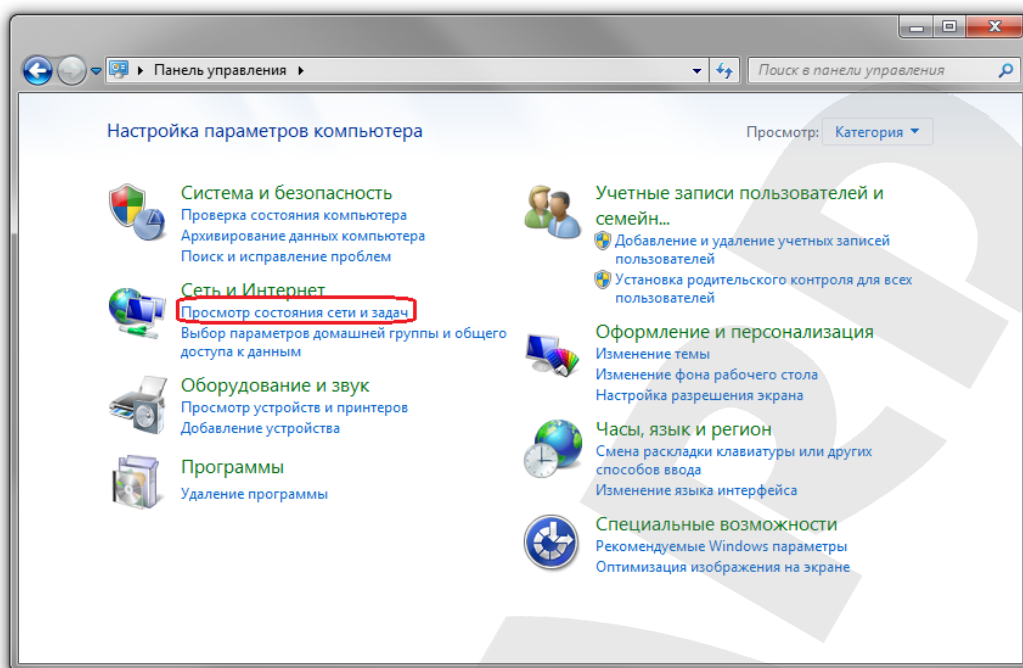 Панель управления
Поиск в панели управления
Настройка параметров компьютера
Просмотр: Категория
Система и безопасность
Проверка состояния компьютера
Архивирование данных компьютера
Поиск и исправление проблем
Сеть и Интернет
Просмотр состояния сети и задач
Выбор параметров домашней группы и общего
доступа к данным
Оборудование и звук
Просмотр устройств и принтеров
Добавление устройства
Программы
Удаление программы
Учетные записи пользователей и
семейн...
Добавление и удаление учетных записей
пользователей
Установка родительского контроля для всех
пользователей
Оформление и персонализация
Изменение темы
Изменение фона рабочего стола
Настройка разрешения экрана
Часы, язык и регион
Смена раскладки клавиатуры или других
способов ввода
Изменение языка интерфейса
Специальные возможности
Рекомендуемые Windows параметры
Оптимизация изображения на экране